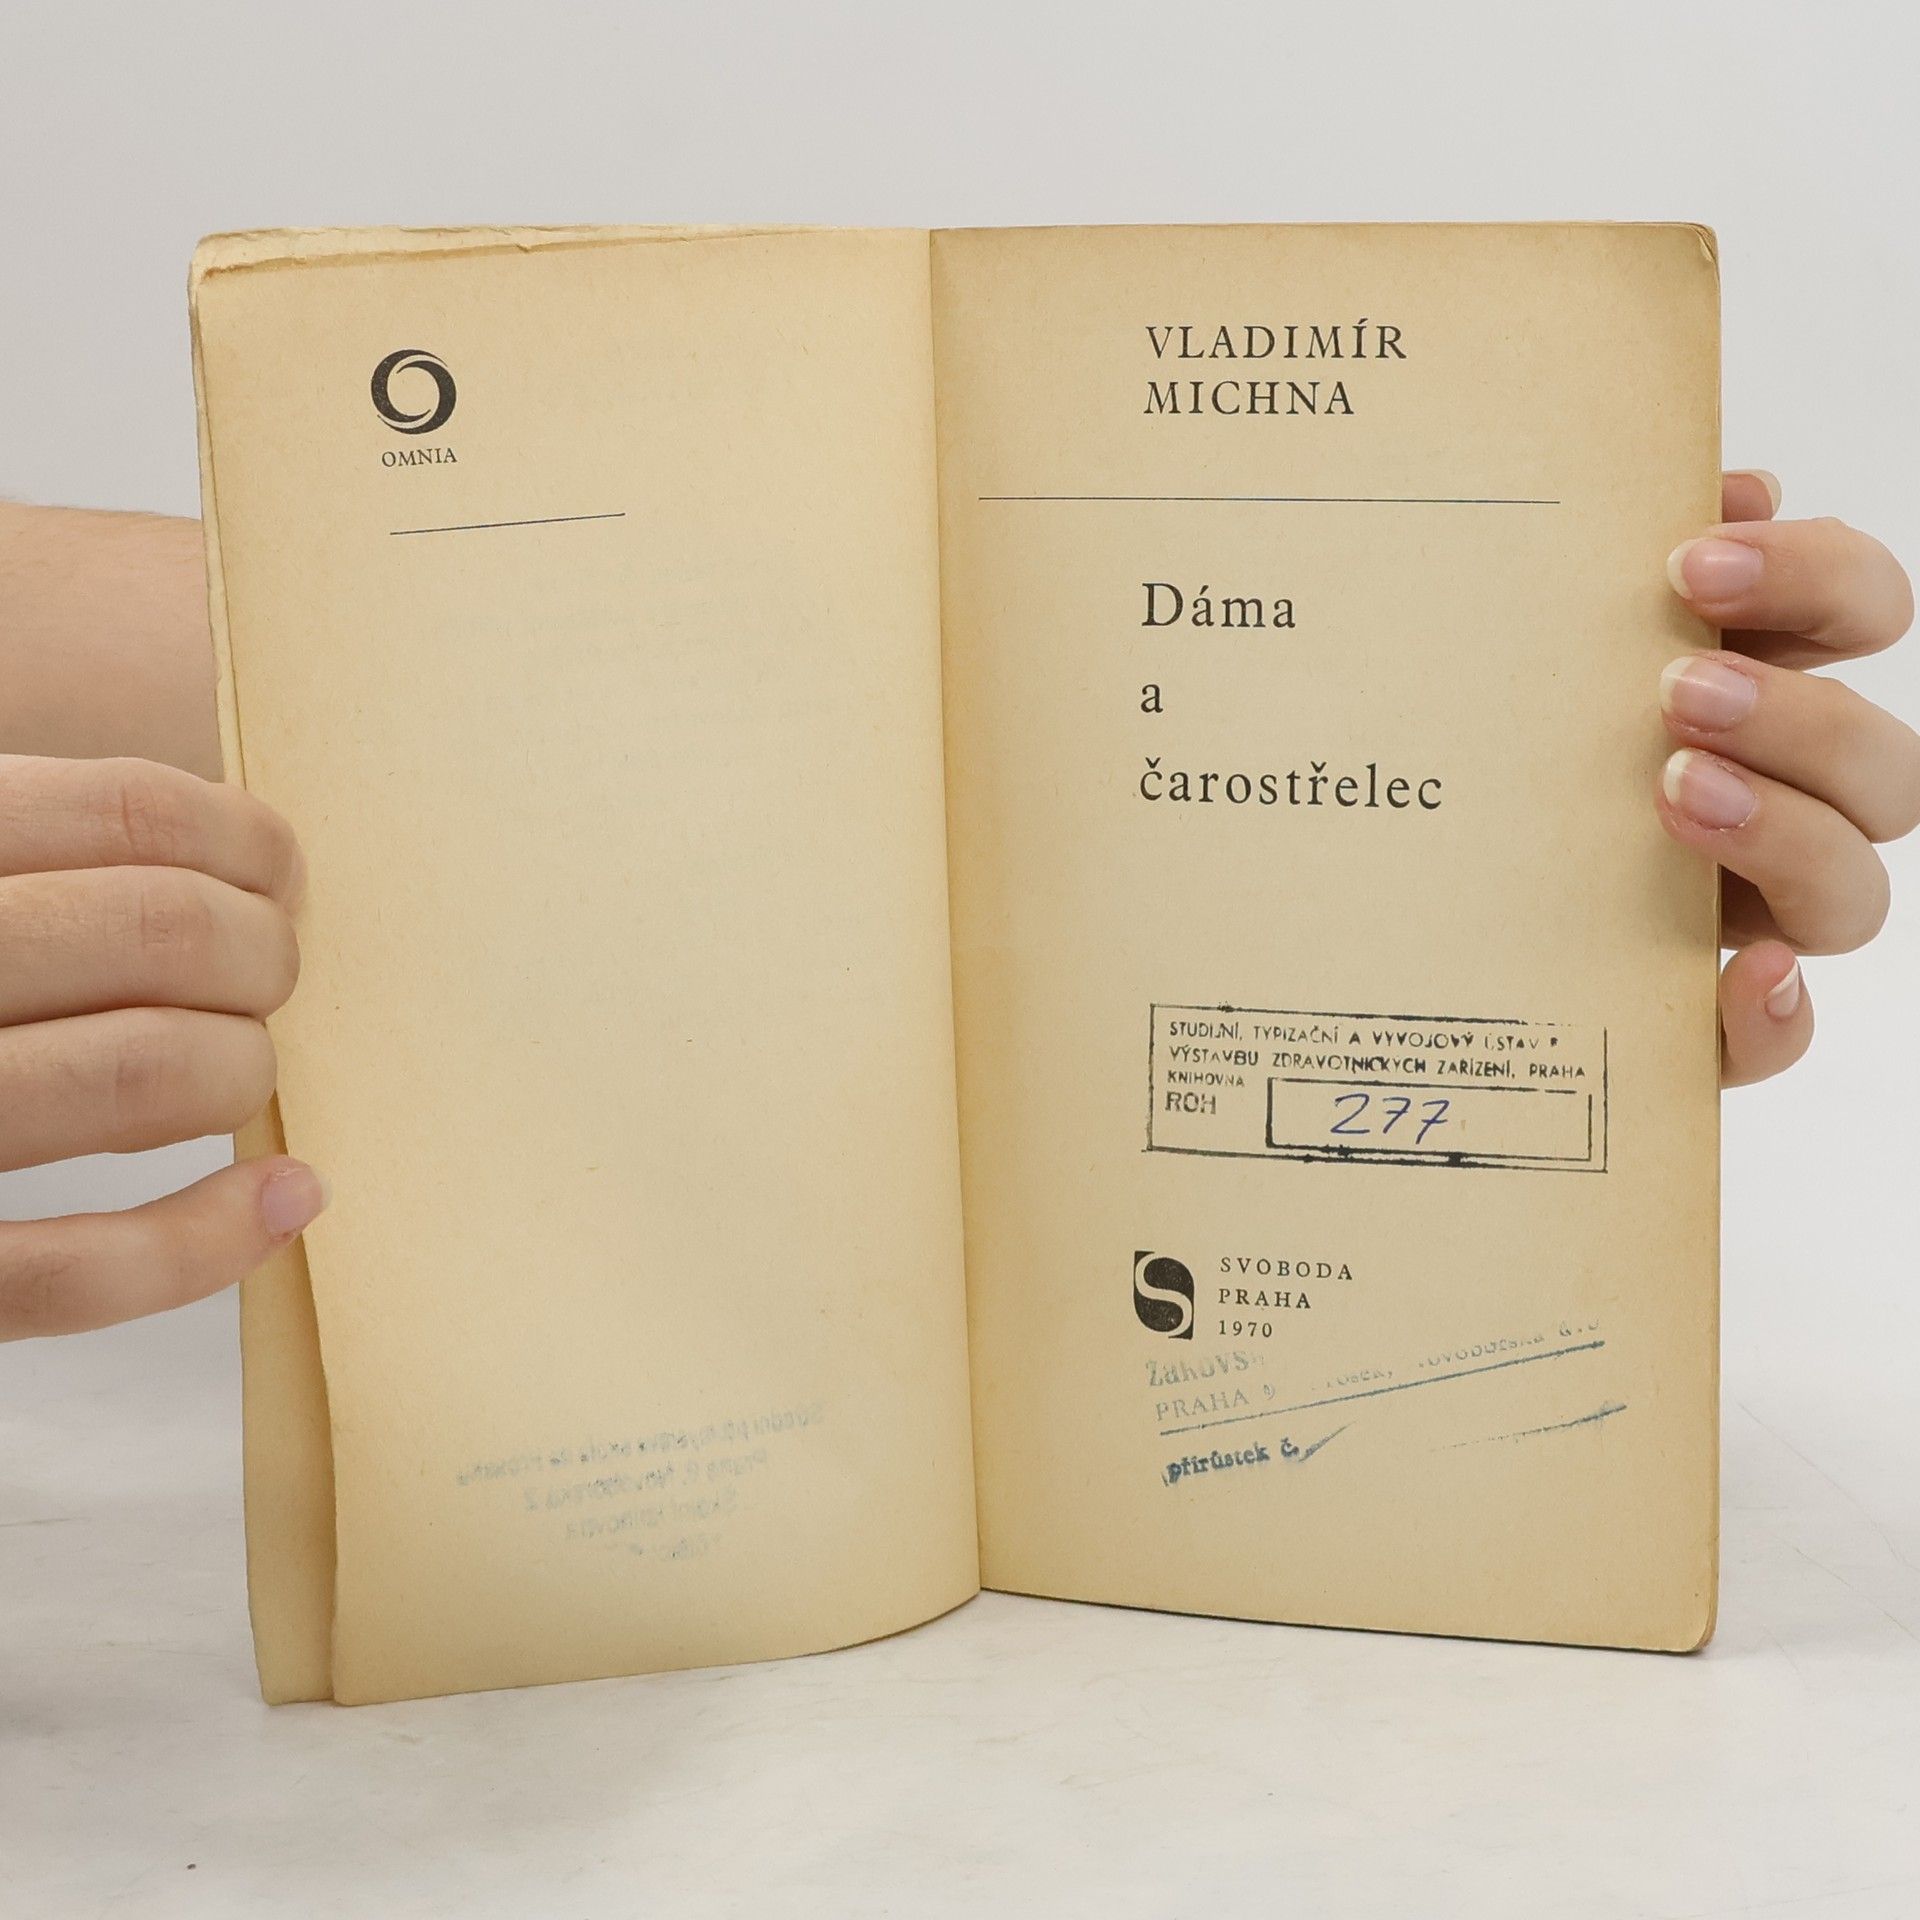 OMNIA
VLADIMÍR
MICHNA
Dáma
a
čarostřelec
STUDIJNÍ, TYPIZAČNÍ A VÝVOJOVÝ ÚSTAV
VÝSTAVBU ZDRAVOTNICKÝCH ZAŘÍZENÍ, PRAHA
KNIHOVNA
ROH
277
SVOBODA
PRAHA
1970
PRAHA 9
přírůstek č.